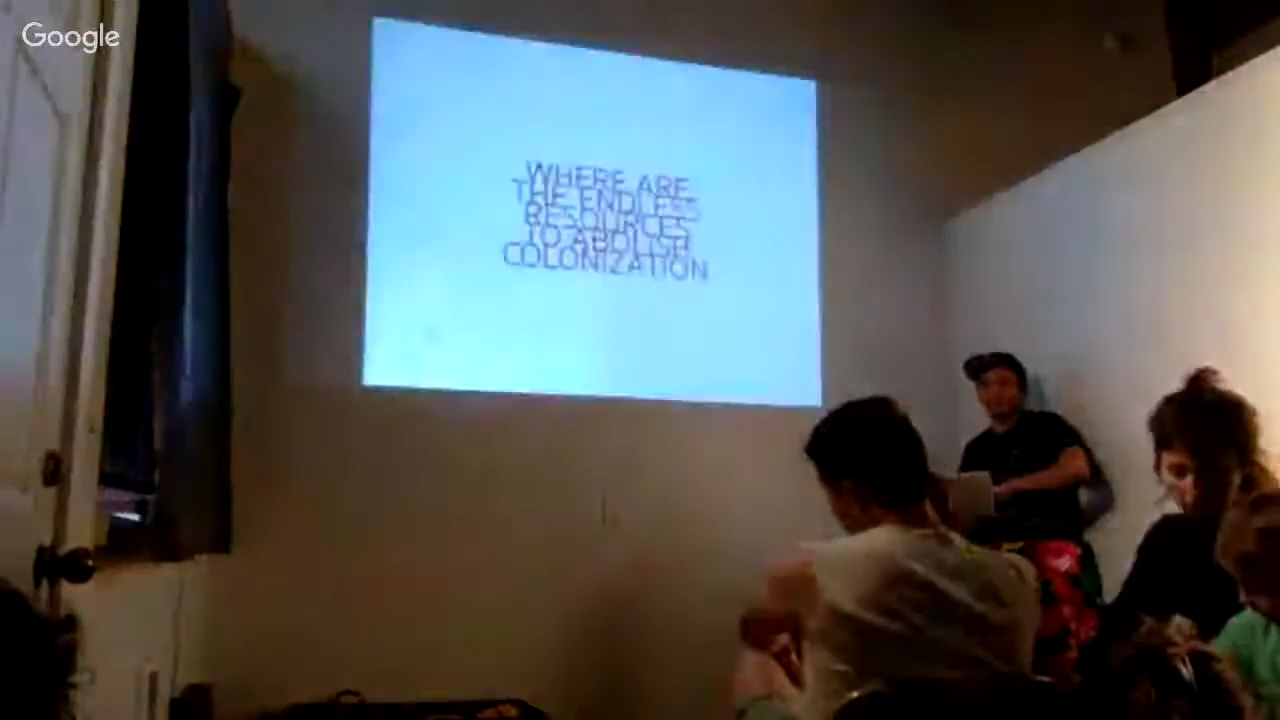 Google
WHERE ARE
THE ENDLESS
RESOURCES
TO ABOLISH
COLONIZATION